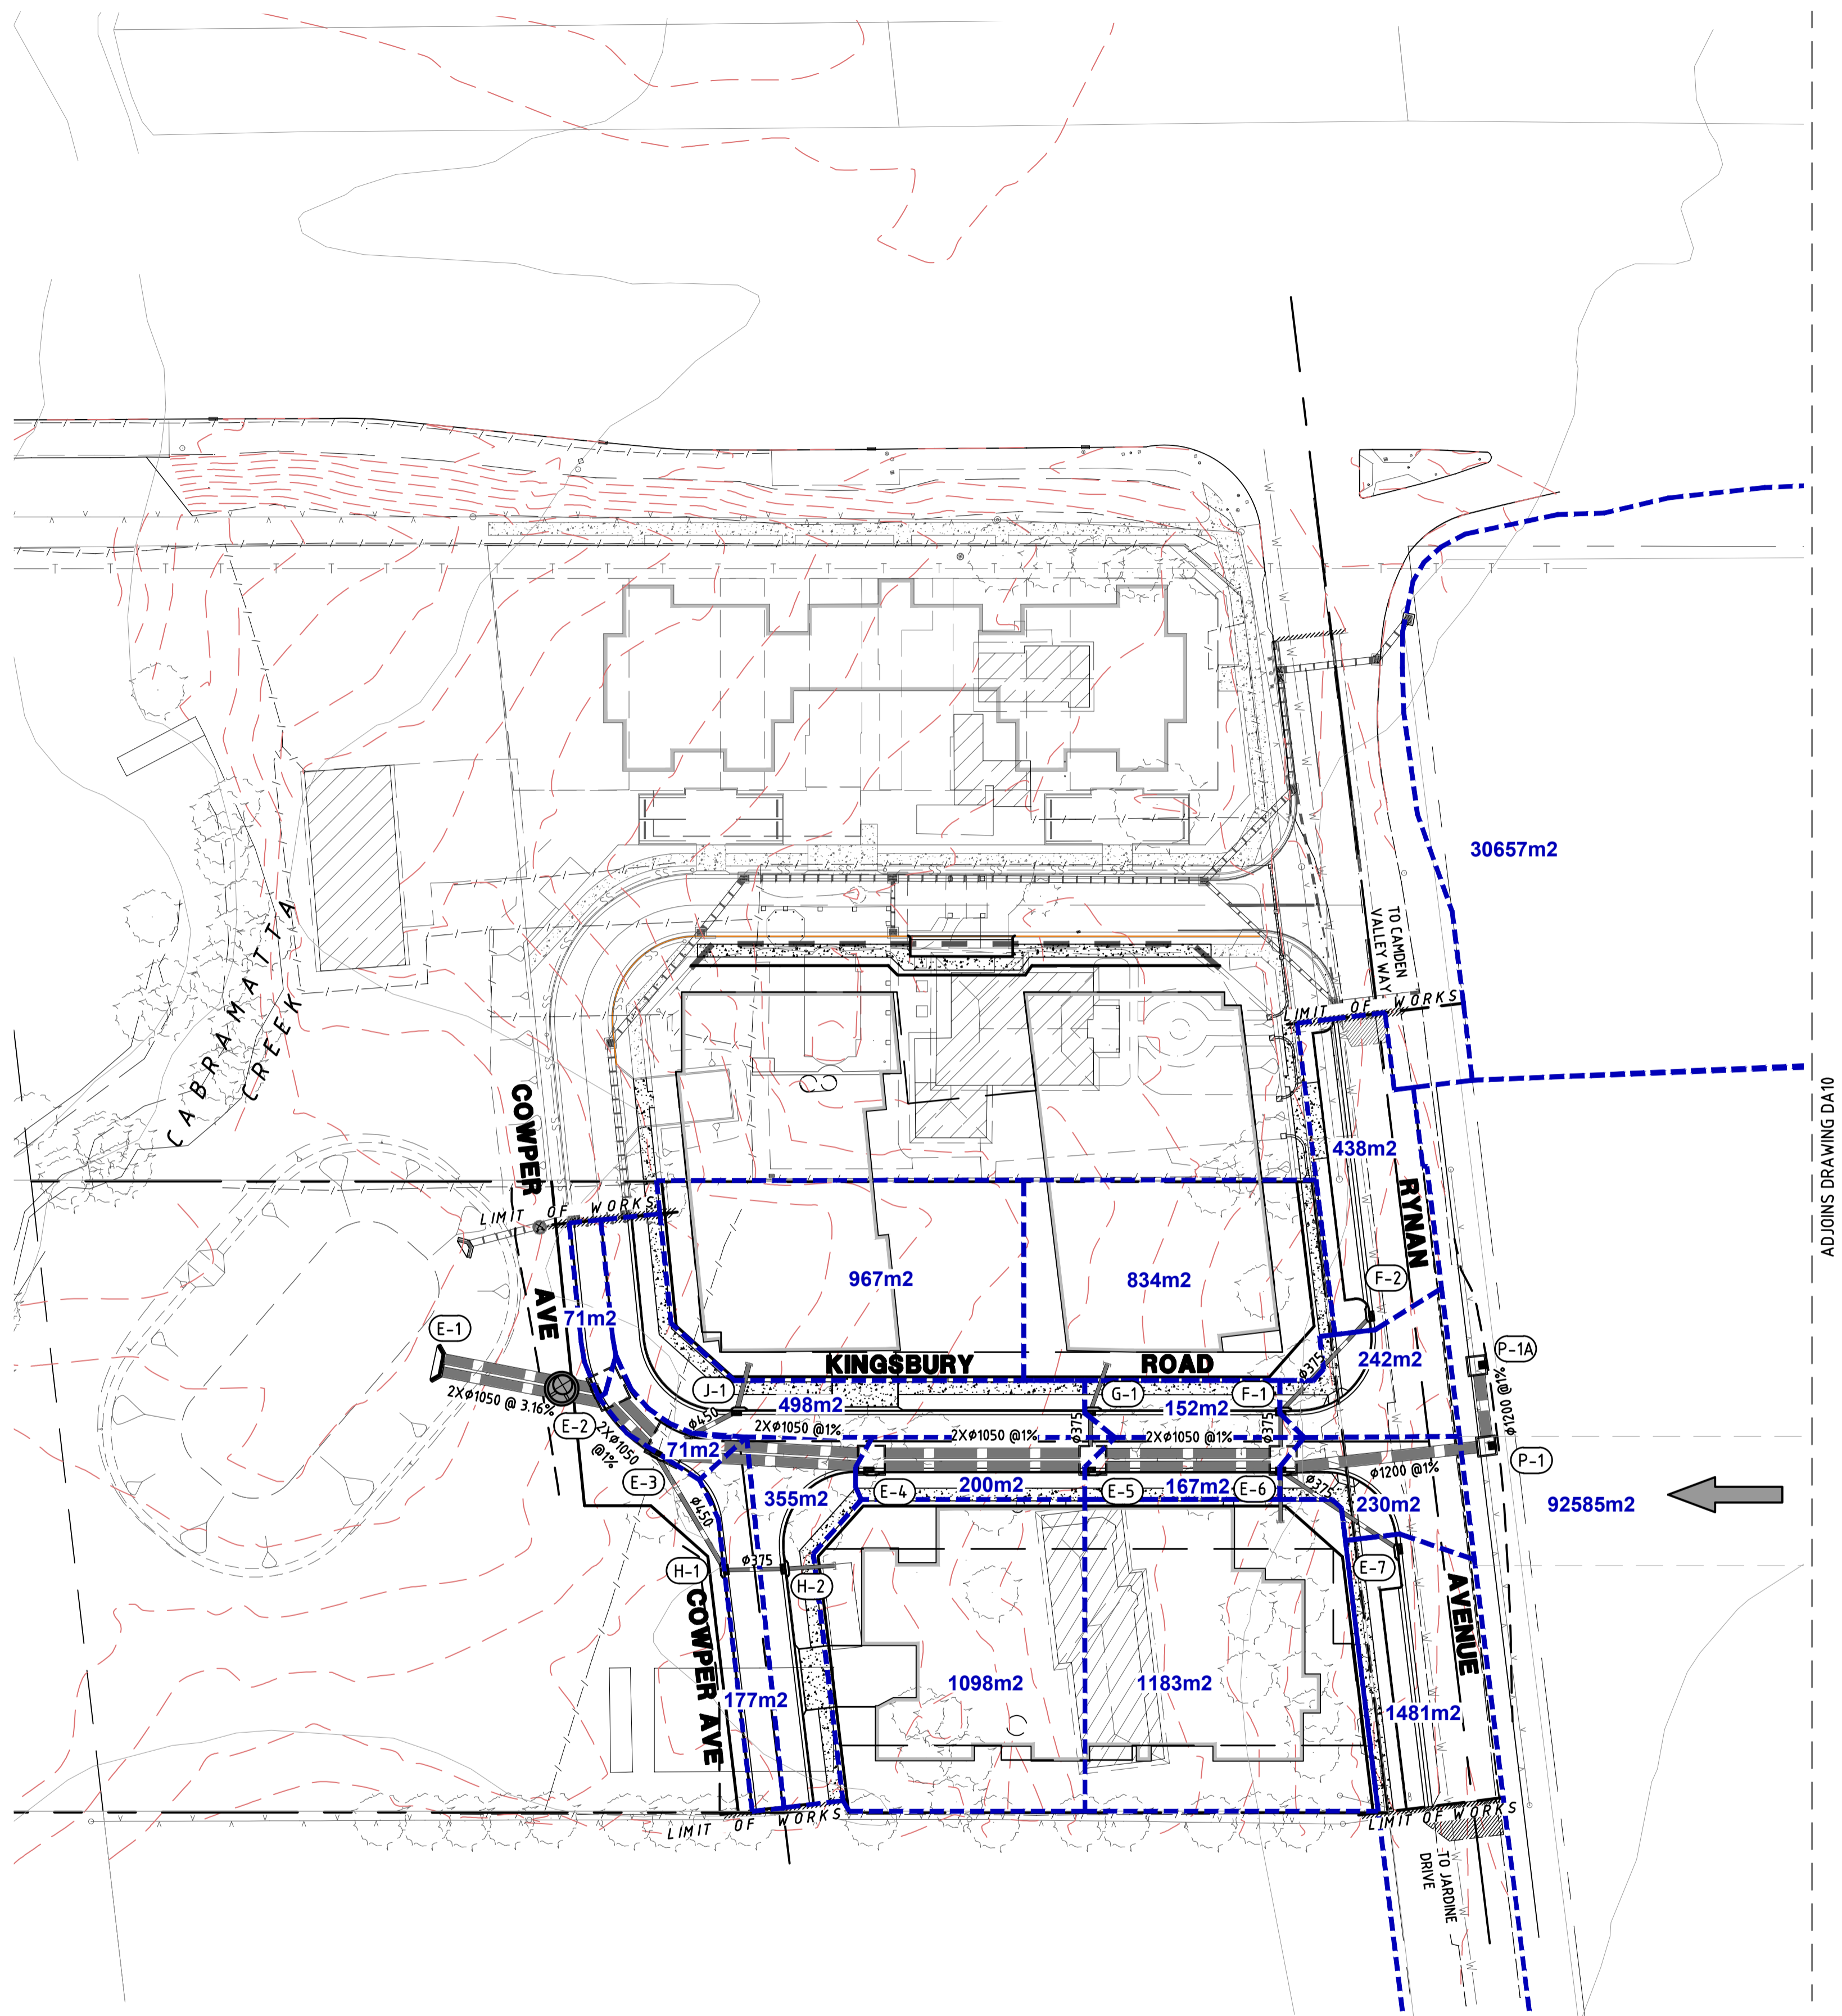 30657m2
TO CAMDEN
VALLEY WAY
LIMIT OF WORKS
CABRAMATTA
CREEK
COWPER
AVE
ADJOINS DRAWING DA10
438m2
RYNAN
LIMIT OF WORKS
967m2
834m2
F-2
71m2
E-1
KINGSBURY ROAD
242m2
P-1A
Ø1200 @1%
2XØ1050 @ 3.16%
J-1
G-1
F-1
Ø375
498m2
152m2
E-2
Ø450
2XØ1050 @1%
2XØ1050 @1%
2XØ1050 @1%
Ø375
Ø375
2XØ1050
@1%
71m2
P-1
Ø1200 @1%
E-3
355m2
E-4
200m2
E-5
167m2
E-6
Ø375
230m2
92585m2
Ø450
H-1
Ø375
H-2
E-7
COWPER AVE
AVENUE
177m2
1098m2
1183m2
1481m2
LIMIT OF WORKS
LIMIT OF WORKS
TO JARDINE
DRIVE